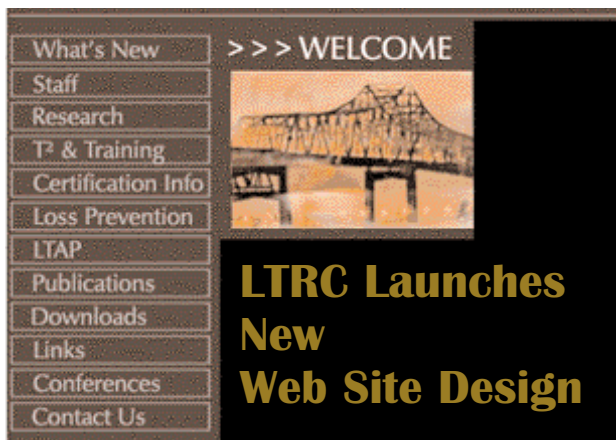 What's New
Staff
Research
T² & Training
Certification Info
Loss Prevention
LTAP
Publications
Downloads
Links
Conferences
Contact Us
>>> WELCOME
LTRC Launches
New
Web Site Design